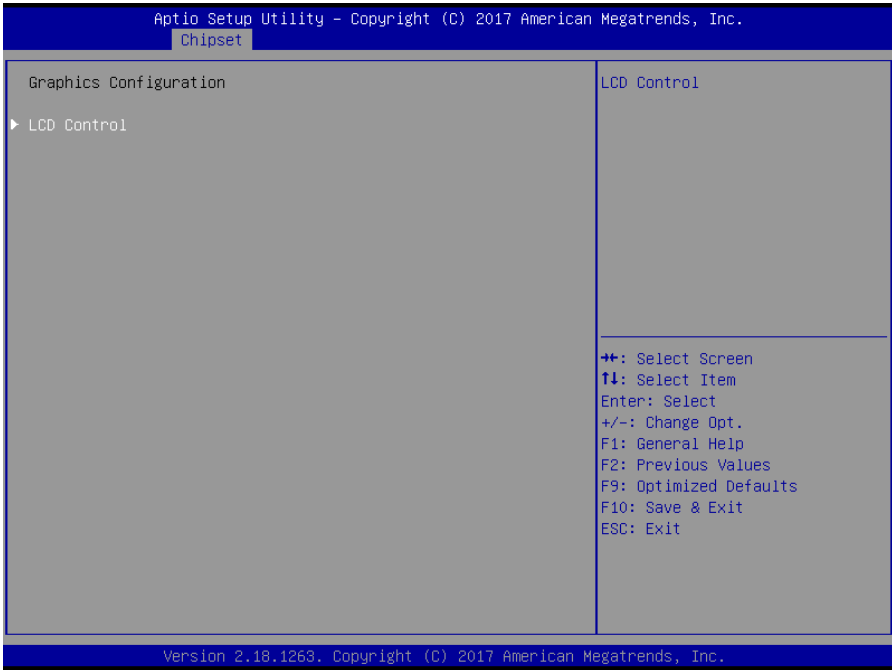 Aptio Setup Utility – Copyright (C) 2017 American Megatrends, Inc.
Chipset
Graphics Configuration
▶ LCD Control
LCD Control
→←: Select Screen
↑↓: Select Item
Enter: Select
+/-: Change Opt.
F1: General Help
F2: Previous Values
F9: Optimized Defaults
F10: Save & Exit
ESC: Exit
Version 2.18.1263. Copyright (C) 2017 American Megatrends, Inc.